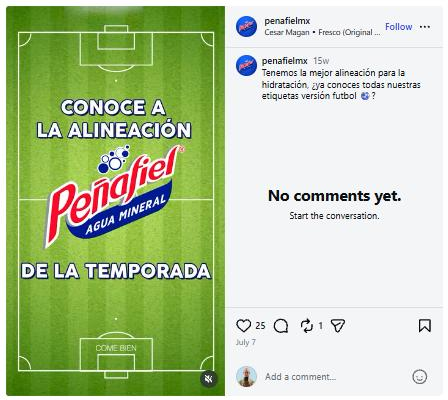 CONOCE A
LA ALINEACIÓN
Peñafiel®
AGUA MINERAL
DE LA TEMPORADA
COME BIEN
penafielmx
Cesar Magan • Fresco (Original ...
Follow
penafielmx 15w
Tenemos la mejor alineación para la
hidratación, ¿ya conoces todas nuestras
etiquetas versión futbol ⚽ ?
No comments yet.
Start the conversation.
25
1
July 7
Add a comment...